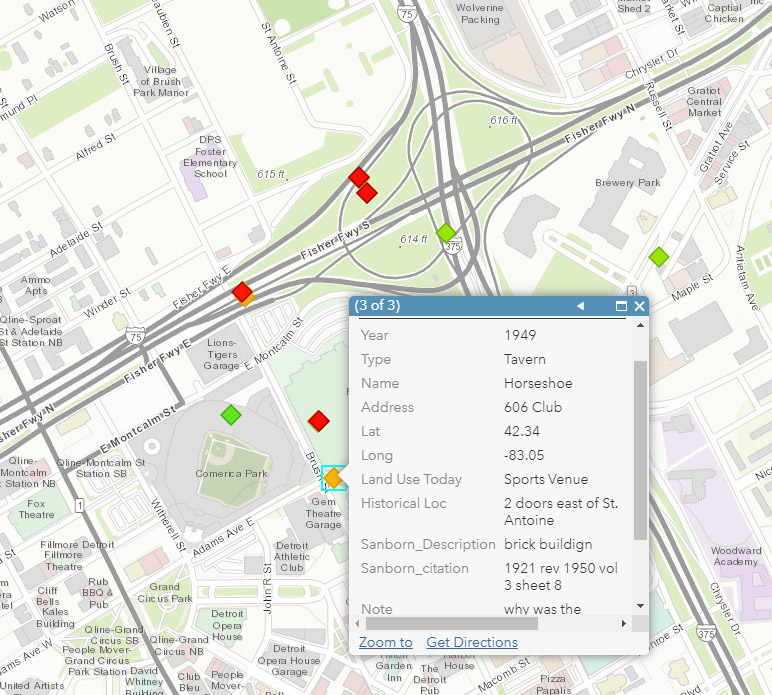 Watson
Brush St
Beaubien St
St Antoine St
75
Wolverine
Packing
Market St
Shed 2
Captial
Chicken
Chrysler Dr
Village
of Brush
Park Manor
Russell St
Gratiot
Central
Market
Gratiot Ave
Service St
Alfred St
DPS
Foster
Elementary
School
616 ft
Fisher Fwy N
615 ft
Brewery Park
Adelaide St
Fisher Fwy S
614 ft
375
Antietam Ave
Ammo
Apts
Winder St
Fisher Fwy E
3
Maple St
Qline-Sproat
St & Adelaide
Station NB
75
Fisher Fwy E
Lions-
Tigers
Garage
E Montcalm St
(3 of 3)
Year 1949
Type Tavern
Name Horseshoe
Address 606 Club
Lat 42.34
Long -83.05
Land Use Today Sports Venue
Historical Loc 2 doors east of St.
Antoine
Sanborn_Description brick buildign
Sanborn_citation 1921 rev 1950 vol
3 sheet 8
Note why was the
Zoom to Get Directions
sher Fwy N
E Montcalm St
Comerica Park
Qline-
Montcalm
Station SB
Qline-Montcalm St
Station NB
Brush
Gem
Theatre
Garage
Fox
Theatre
1
Witherell St
Adams Ave E
Fillmore Detroit
Fillmore
Theatre
Detroit
Athletic
Club
Woodward
Academy
Cliff
Bells
Kales
Building
Rub
BBQ &
Pub
Grand
Circus Park
John R St
Detroit
Opera
House
Chrysler Dr
375
Qline-Grand
Circus SB
People Mover-
Grand Circus
Park Station
Qline-Grand
Circus NB
Adams Ave W
David
Whitney
Building
Detroit Opera
House Garage
Hilton
Garden
Inn
The
Detroit
Pub
Macomb St
Monroe St
Pizza
Papalis
United Artists
Club
Bleu
People
Mover-